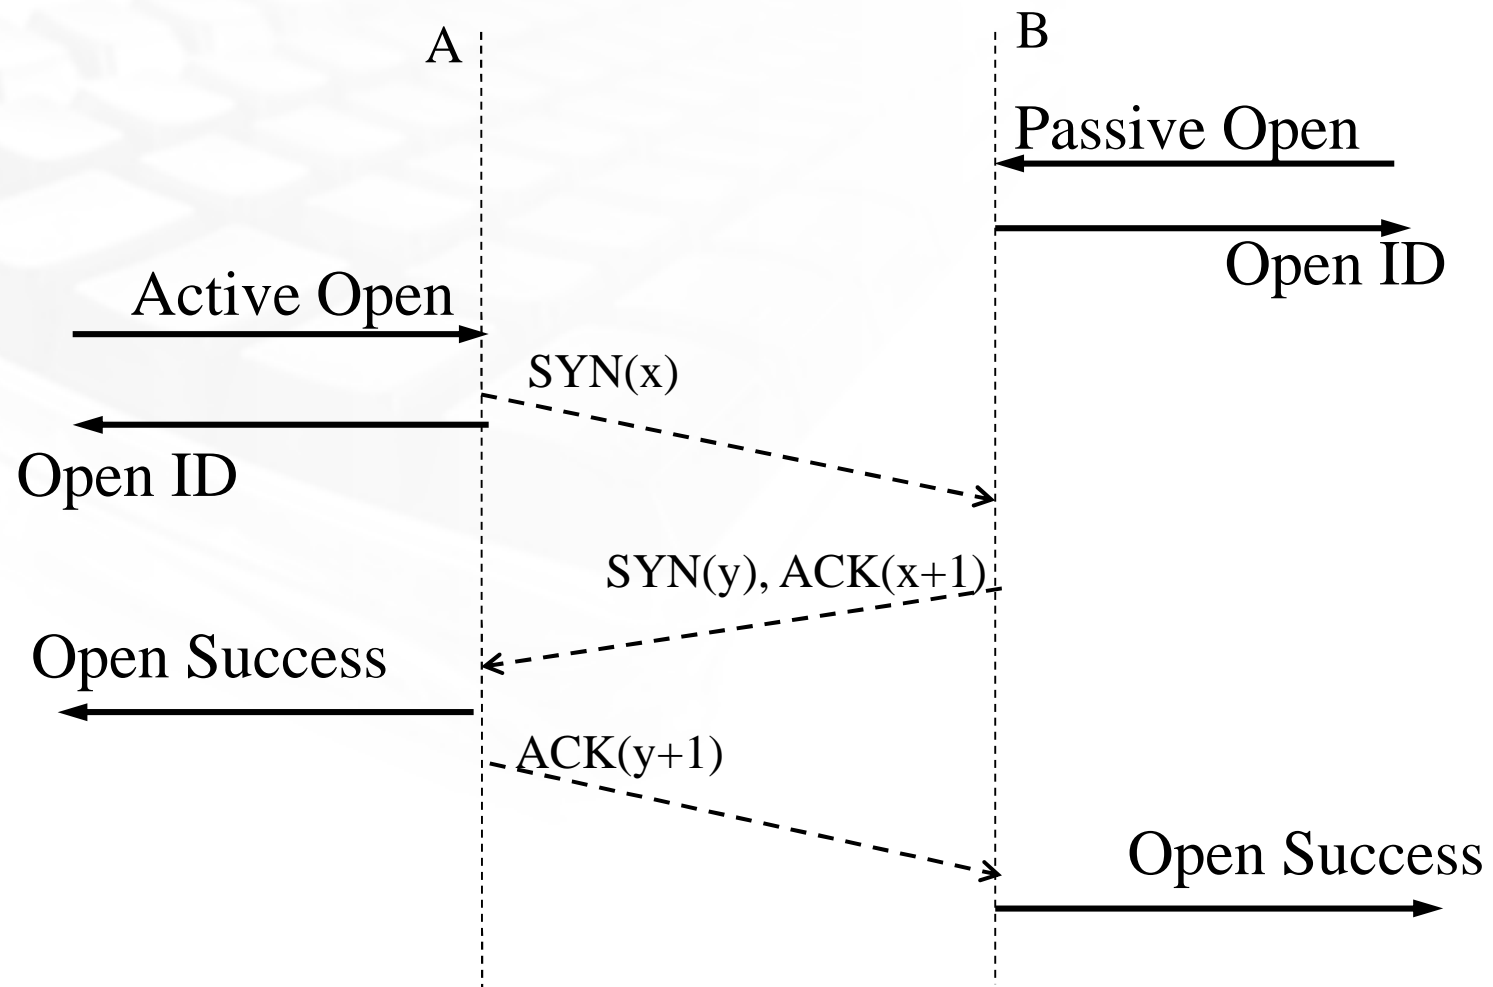 A
B
Passive Open
Open ID
Active Open
SYN(x)
Open ID
SYN(y), ACK(x+1)
Open Success
ACK(y+1)
Open Success